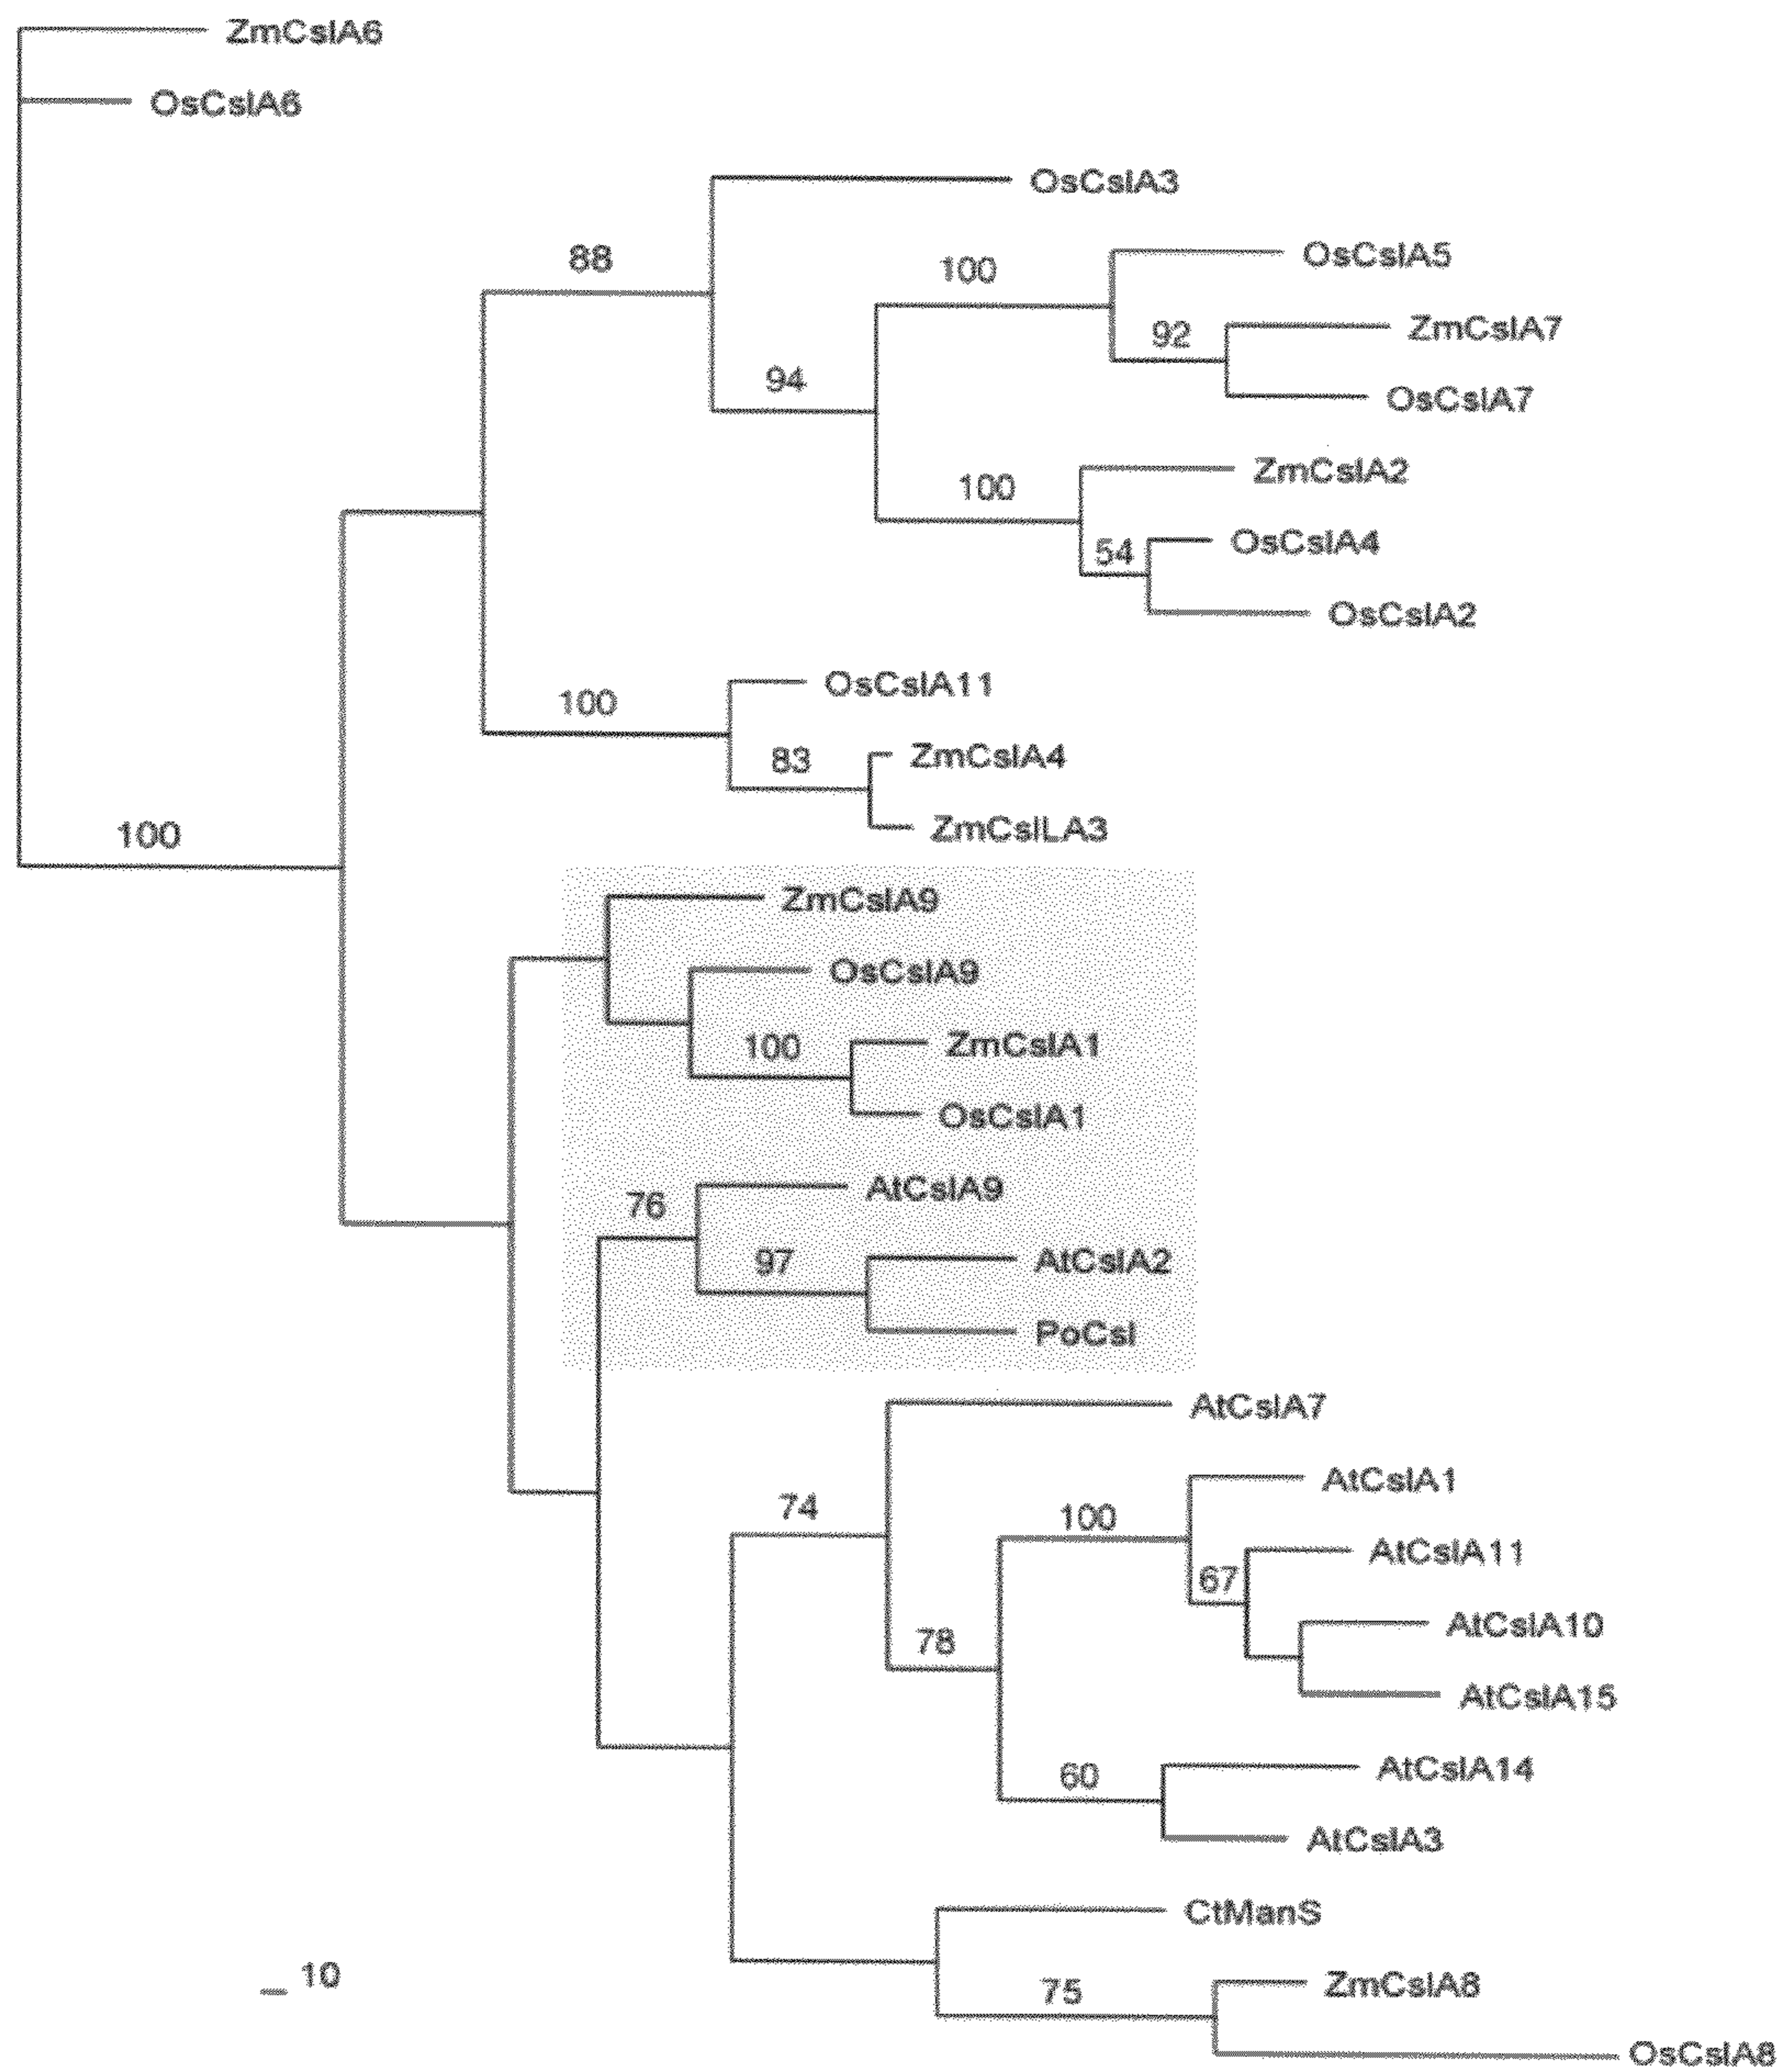 ZmCslA6
OsCslA6
OsCslA3
88
OsCslA5
100
ZmCslA7
92
94
OsCslA7
ZmCslA2
100
OsCslA4
54
OsCslA2
OsCslA11
100
ZmCslA4
83
ZmCslLA3
100
ZmCslA9
OsCslA9
ZmCslA1
100
OsCslA1
AtCslA9
76
AtCslA2
97
PoCsl
AtCslA7
AtCslA1
74
100
AtCslA11
67
AtCslA10
78
AtCslA15
AtCslA14
60
AtCslA3
CtManS
10
ZmCslA8
75
OsCslA8